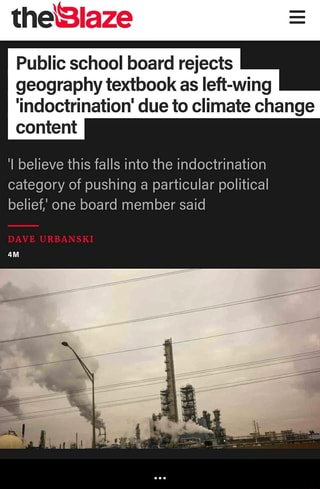 theBlaze
Public school board rejects
geography textbook as left-wing
'indoctrination' due to climate change
content
'I believe this falls into the indoctrination
category of pushing a particular political
belief,' one board member said
DAVE URBANSKI
4M